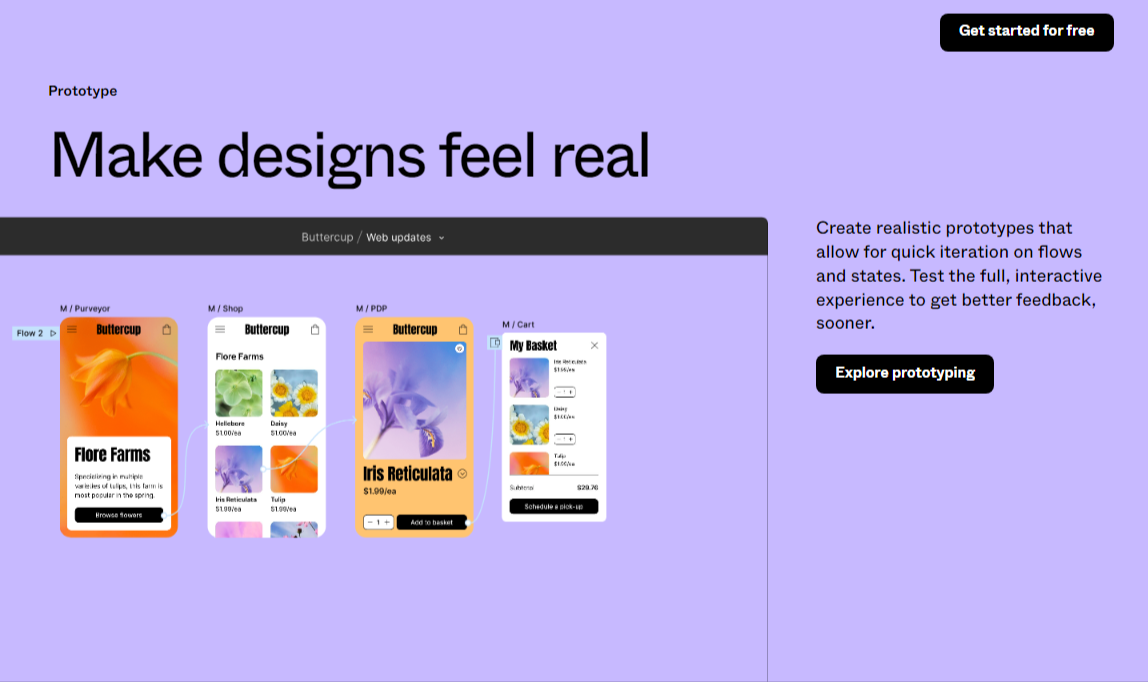 Get started for free
Prototype
Make designs feel real
Buttercup / Web updates
Create realistic prototypes that
allow for quick iteration on flows
and states. Test the full, interactive
experience to get better feedback,
sooner.
Explore prototyping
Flow 2
M / Purveyor
Buttercup
Flore Farms
Specializing in multiple
varieties of tulips, this farm is
most popular in the spring.
Browse flowers
M / Shop
Buttercup
Flore Farms
Hellebore
$1.00/ea
Daisy
$1.00/ea
Iris Reticulata
$1.99/ea
Tulip
$1.99/ea
M / PDP
Buttercup
Iris Reticulata
$1.99/ea
− 1 +
Add to basket
M / Cart
My Basket
Iris Reticulata
$1.99/ea
− 1 +
Daisy
$1.00/ea
− 1 +
Tulip
$1.99/ea
Subtotal
$29.76
Schedule a pick-up